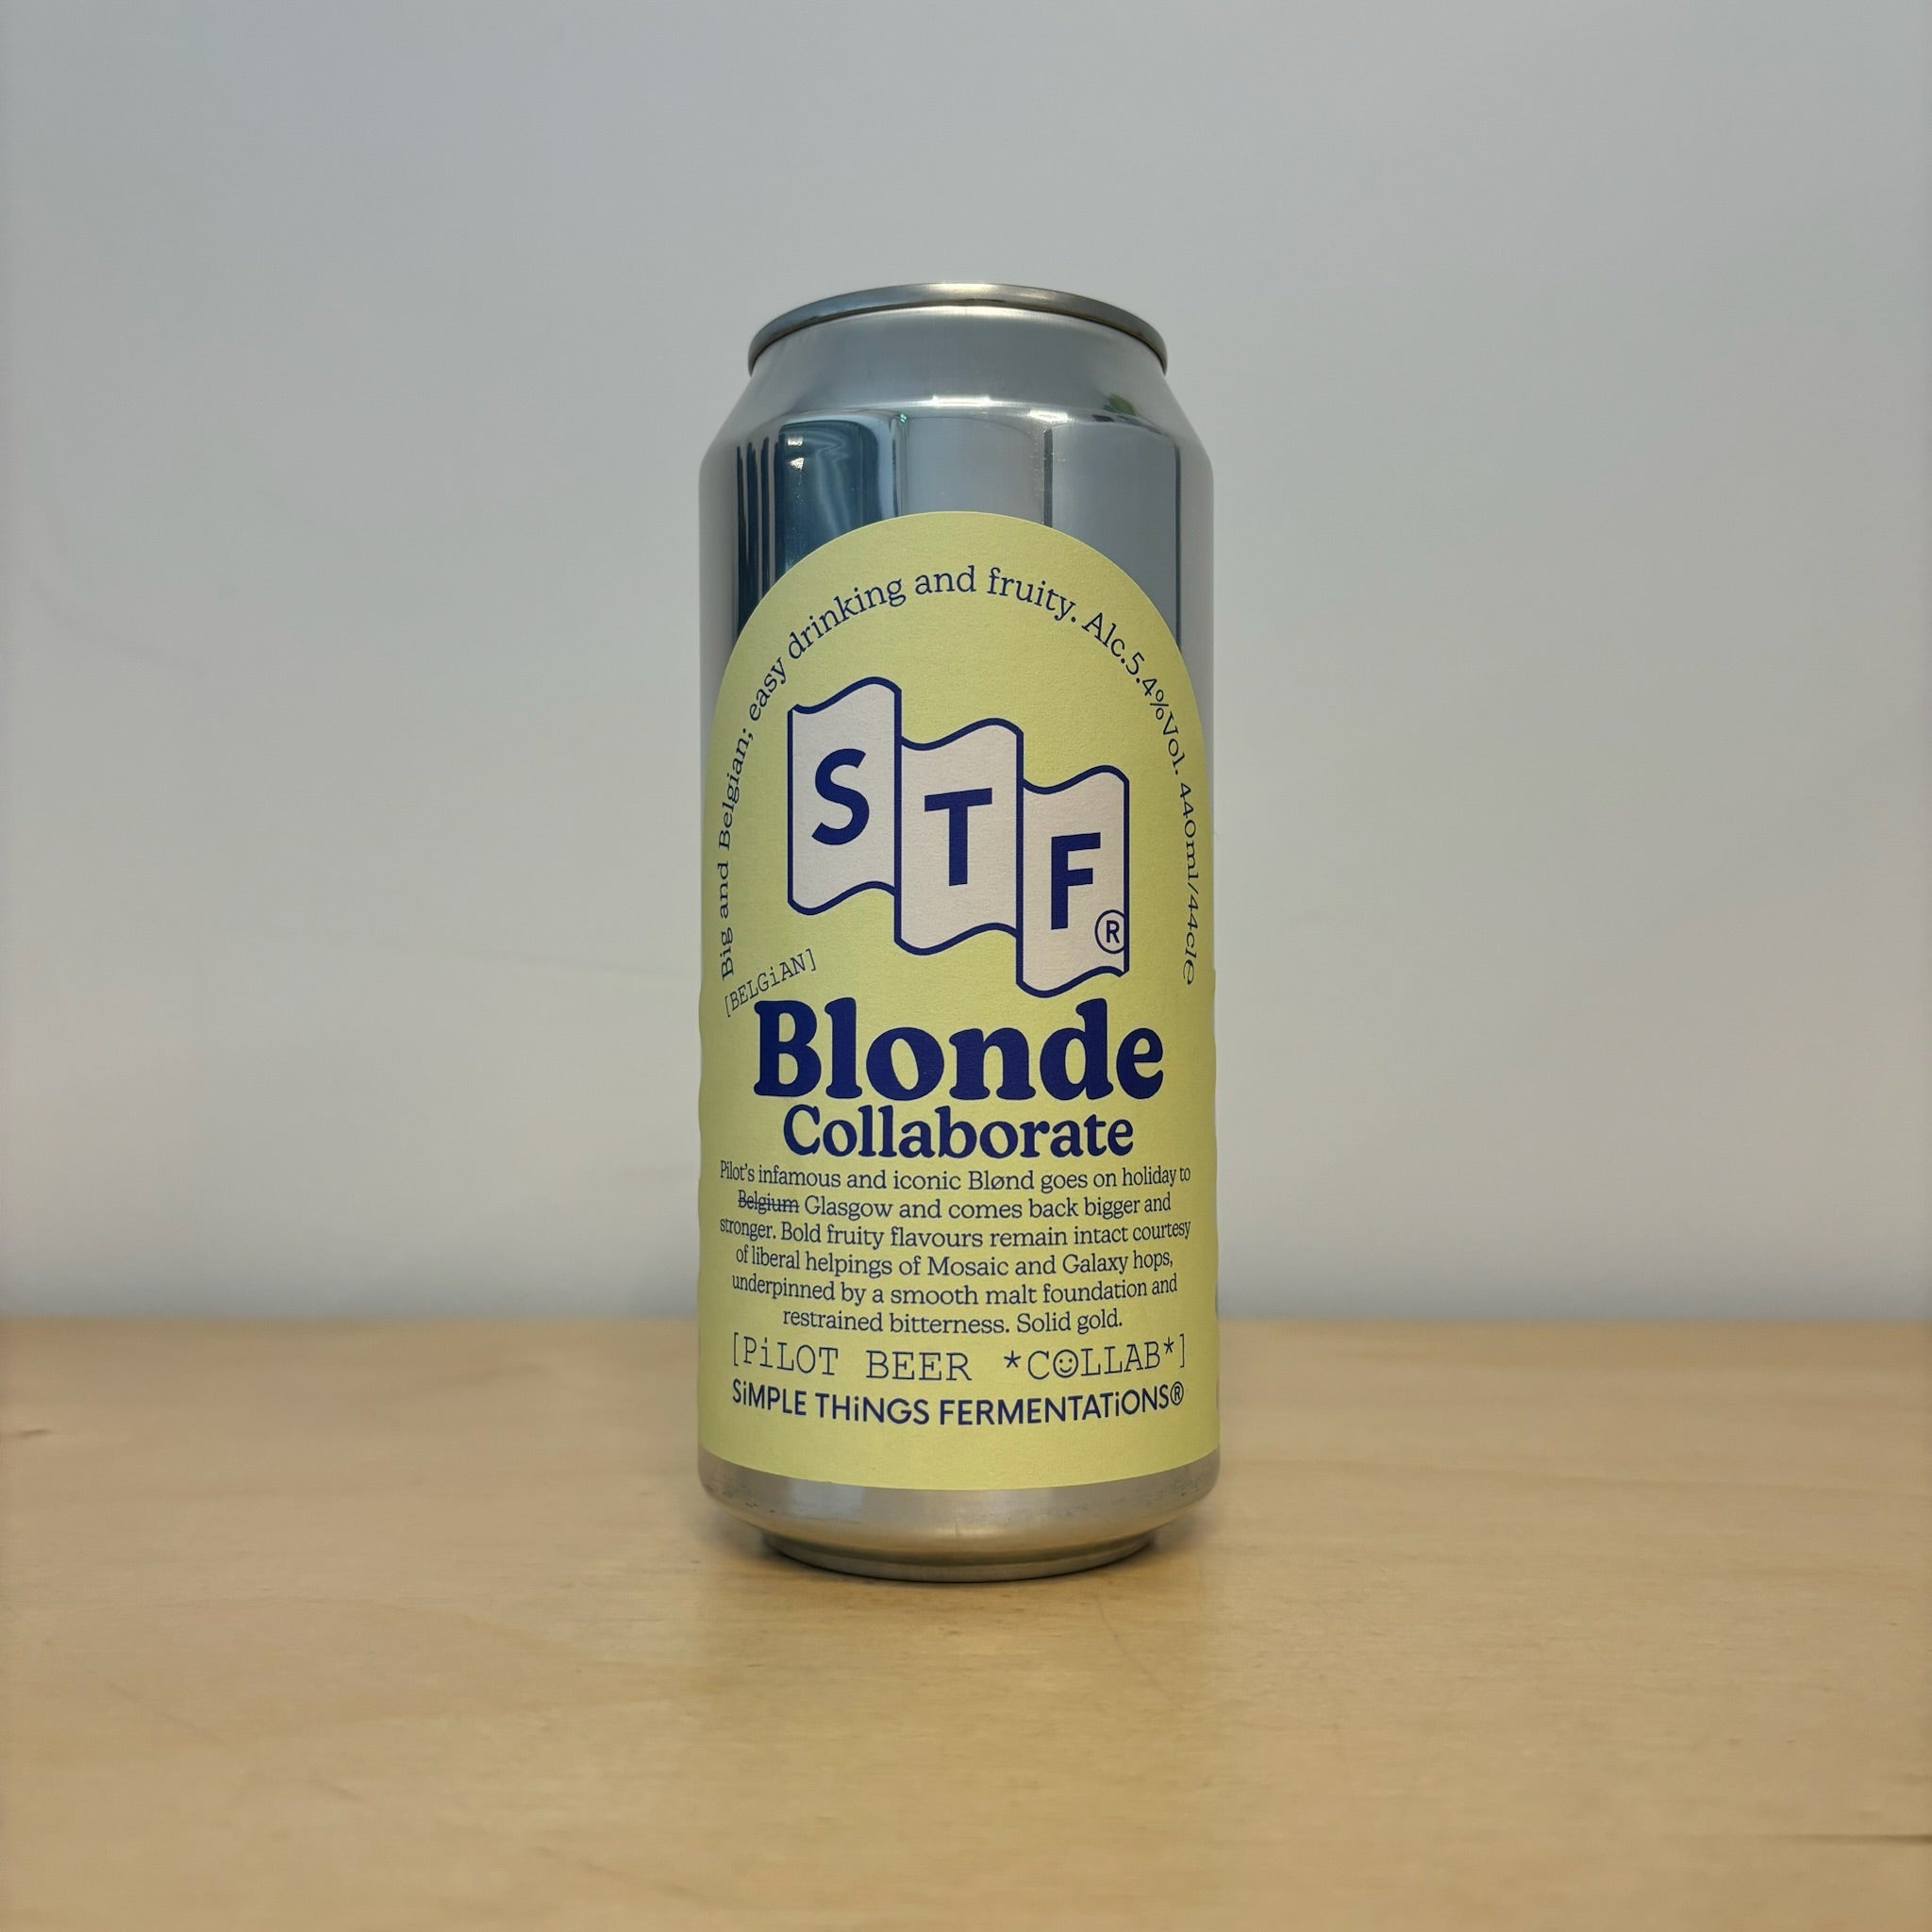 Big and Belgian; easy drinking and fruity. Alc.5.4%Vol. 440ml/44cl℮
S T F ®
[BELGiAN]
Blonde
Collaborate
Pilot's infamous and iconic Blønd goes on holiday to
Belgium Glasgow and comes back bigger and
stronger. Bold fruity flavours remain intact courtesy
of liberal helpings of Mosaic and Galaxy hops,
underpinned by a smooth malt foundation and
restrained bitterness. Solid gold.
[PiLOT BEER *C☺LLAB*]
SiMPLE THiNGS FERMENTATiONS®